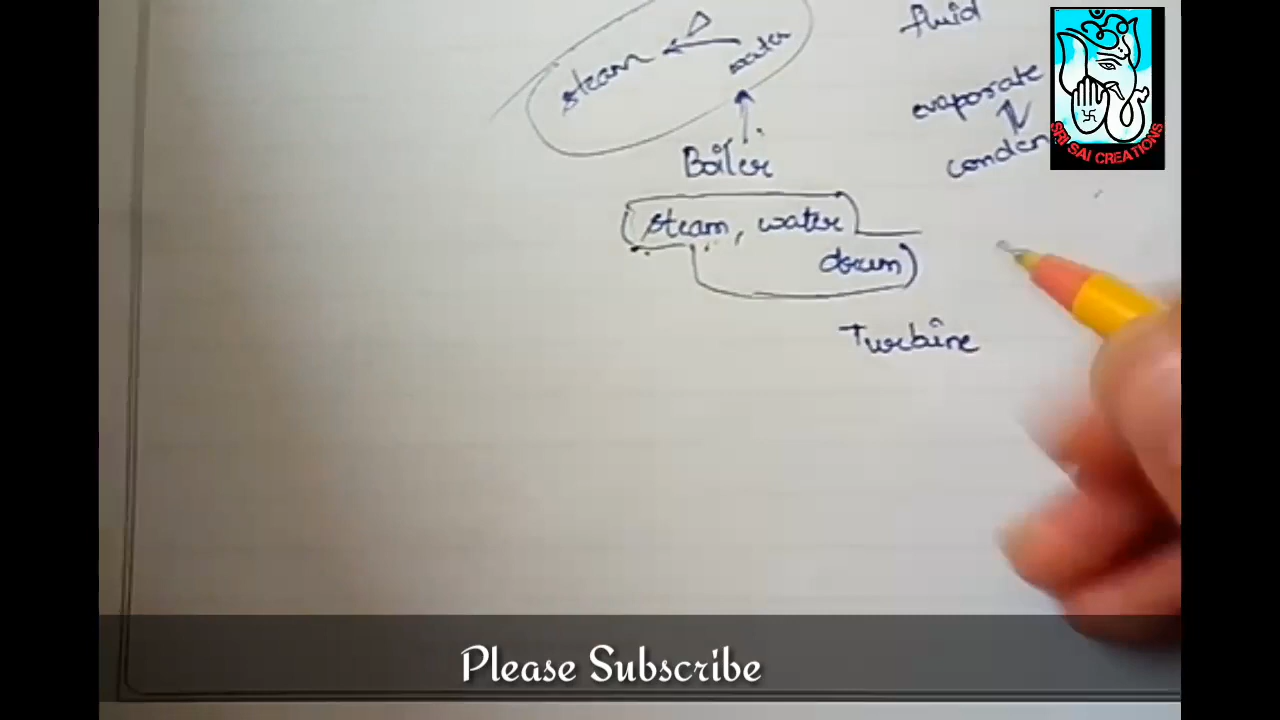 fluid
steam ← water
evaporate
conden
Boiler
steam, water
drum)
Turbine
SRI SAI CREATIONS
Please Subscribe